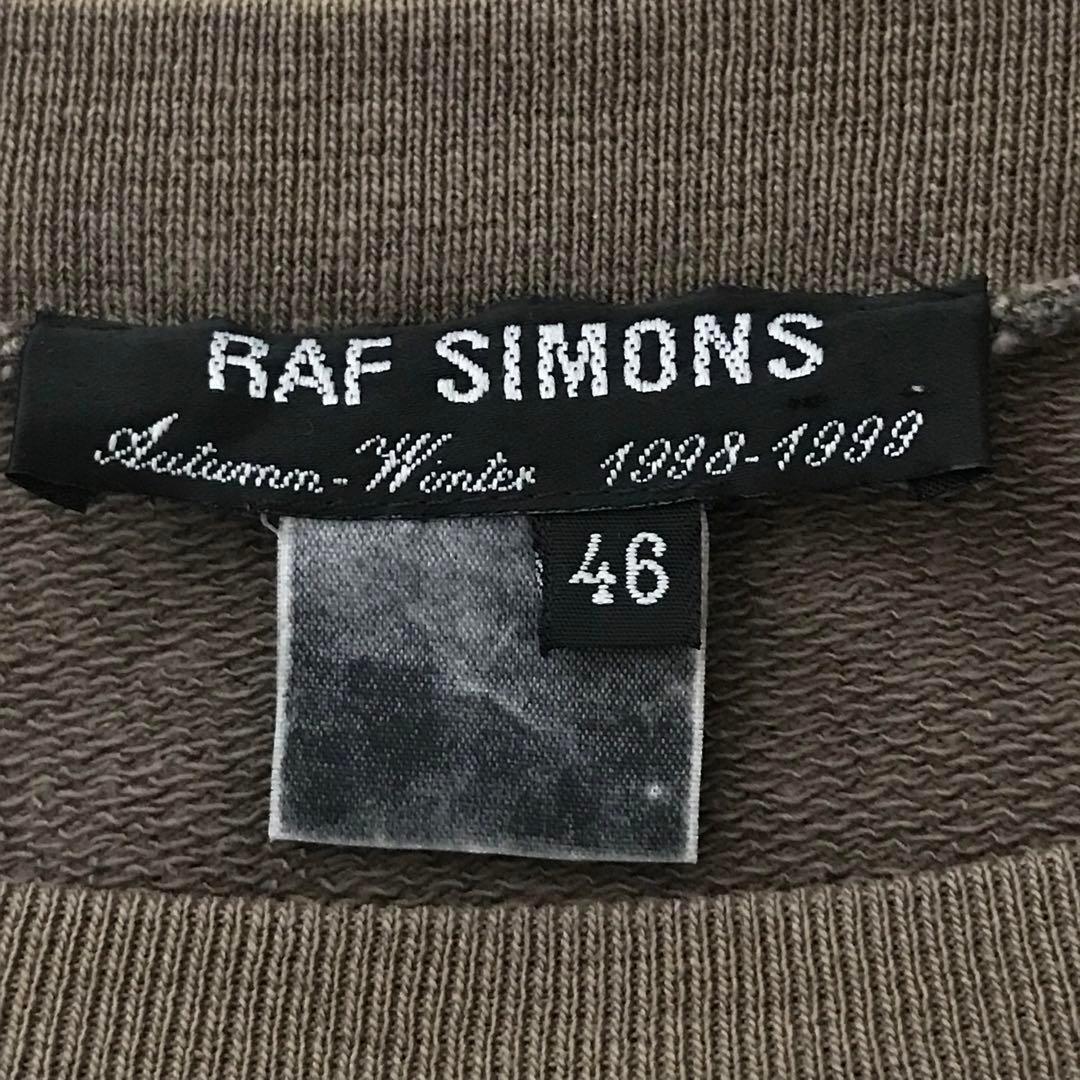 RAF SIMONS
Autumn-Winter 1998-1999
46